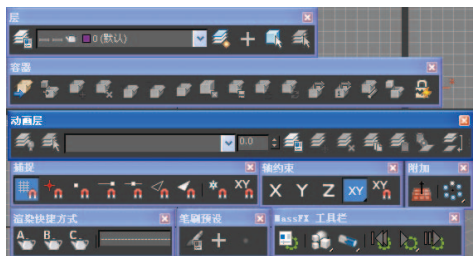 层
0 (默认)
容器
动画层
0.0
捕捉
轴约束
附加
X Y Z XY XY
XY
渲染快捷方式
笔刷预设
MassFX 工具栏
A B C